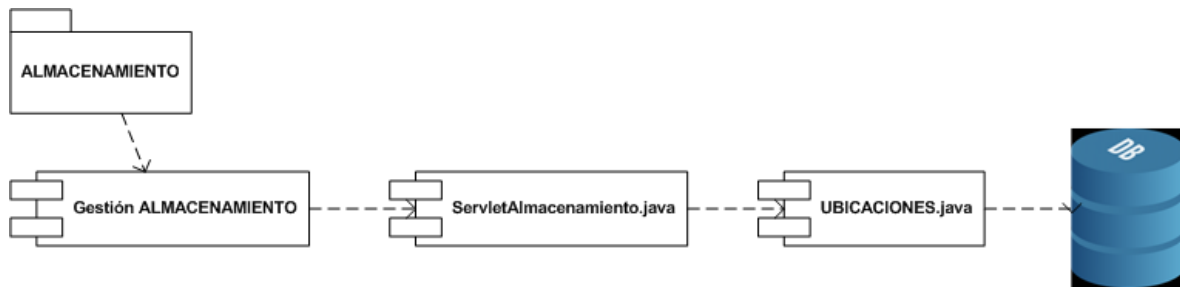 ALMACENAMIENTO
Gestión ALMACENAMIENTO
ServletAlmacenamiento.java
UBICACIONES.java
DB